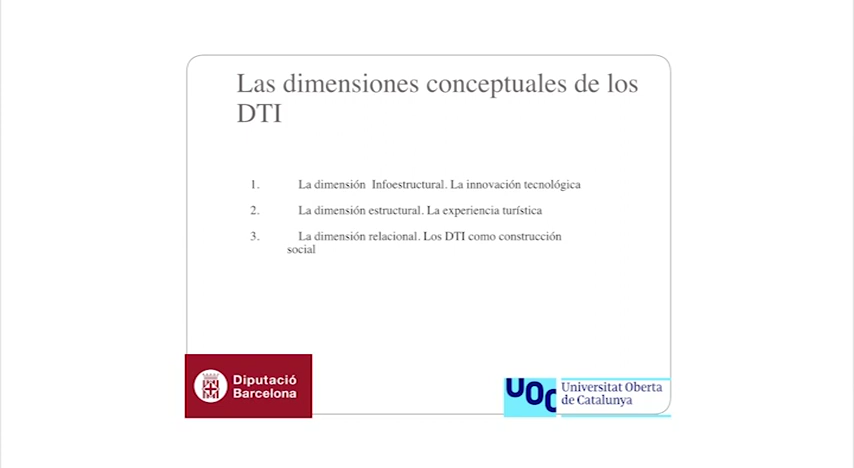 Las dimensiones conceptuales de los
DTI
1. La dimensión Infoestructural. La innovación tecnológica
2. La dimensión estructural. La experiencia turística
3. La dimensión relacional. Los DTI como construcción
social
Diputació
Barcelona
UOC
Universitat Oberta
de Catalunya